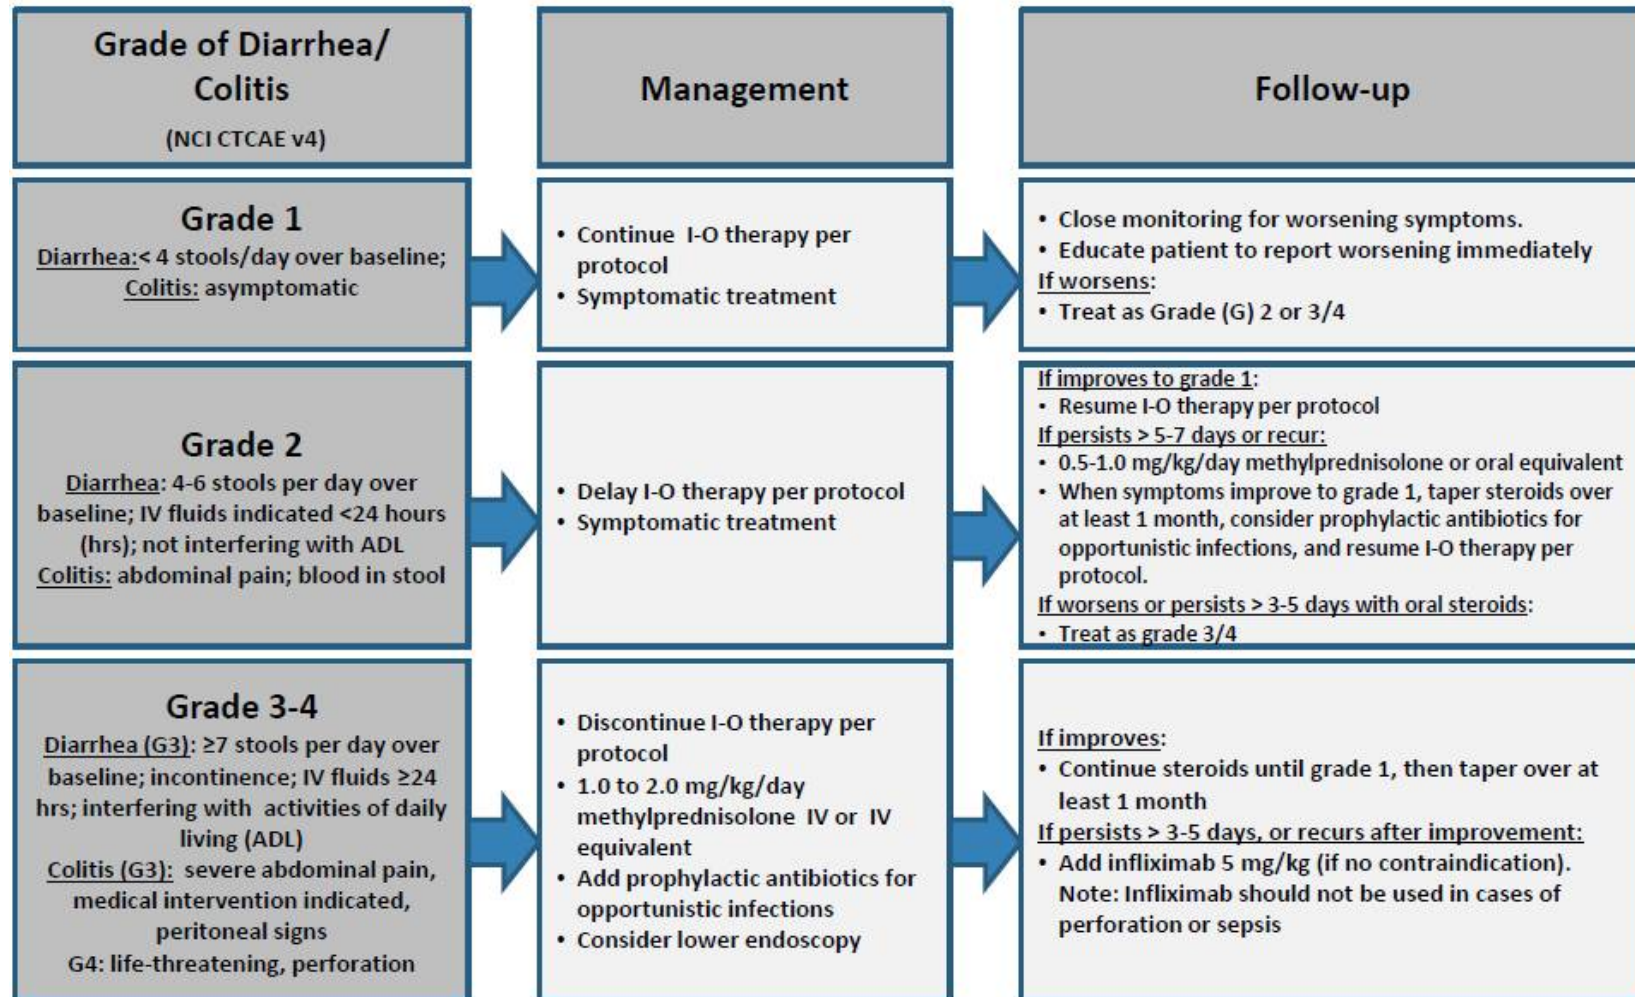 Grade of Diarrhea/
Colitis
(NCI CTCAE v4)
Management
Follow-up
Grade 1
Diarrhea:< 4 stools/day over baseline;
Colitis: asymptomatic
• Continue I-O therapy per
protocol
• Symptomatic treatment
• Close monitoring for worsening symptoms.
• Educate patient to report worsening immediately
If worsens:
• Treat as Grade (G) 2 or 3/4
Grade 2
Diarrhea: 4-6 stools per day over
baseline; IV fluids indicated <24 hours
(hrs); not interfering with ADL
Colitis: abdominal pain; blood in stool
• Delay I-O therapy per protocol
• Symptomatic treatment
If improves to grade 1:
• Resume I-O therapy per protocol
If persists > 5-7 days or recur:
• 0.5-1.0 mg/kg/day methylprednisolone or oral equivalent
• When symptoms improve to grade 1, taper steroids over
at least 1 month, consider prophylactic antibiotics for
opportunistic infections, and resume I-O therapy per
protocol.
If worsens or persists > 3-5 days with oral steroids:
• Treat as grade 3/4
Grade 3-4
Diarrhea (G3): ≥7 stools per day over
baseline; incontinence; IV fluids ≥24
hrs; interfering with activities of daily
living (ADL)
Colitis (G3): severe abdominal pain,
medical intervention indicated,
peritoneal signs
G4: life-threatening, perforation
• Discontinue I-O therapy per
protocol
• 1.0 to 2.0 mg/kg/day
methylprednisolone IV or IV
equivalent
• Add prophylactic antibiotics for
opportunistic infections
• Consider lower endoscopy
If improves:
• Continue steroids until grade 1, then taper over at
least 1 month
If persists > 3-5 days, or recurs after improvement:
• Add infliximab 5 mg/kg (if no contraindication).
Note: Infliximab should not be used in cases of
perforation or sepsis